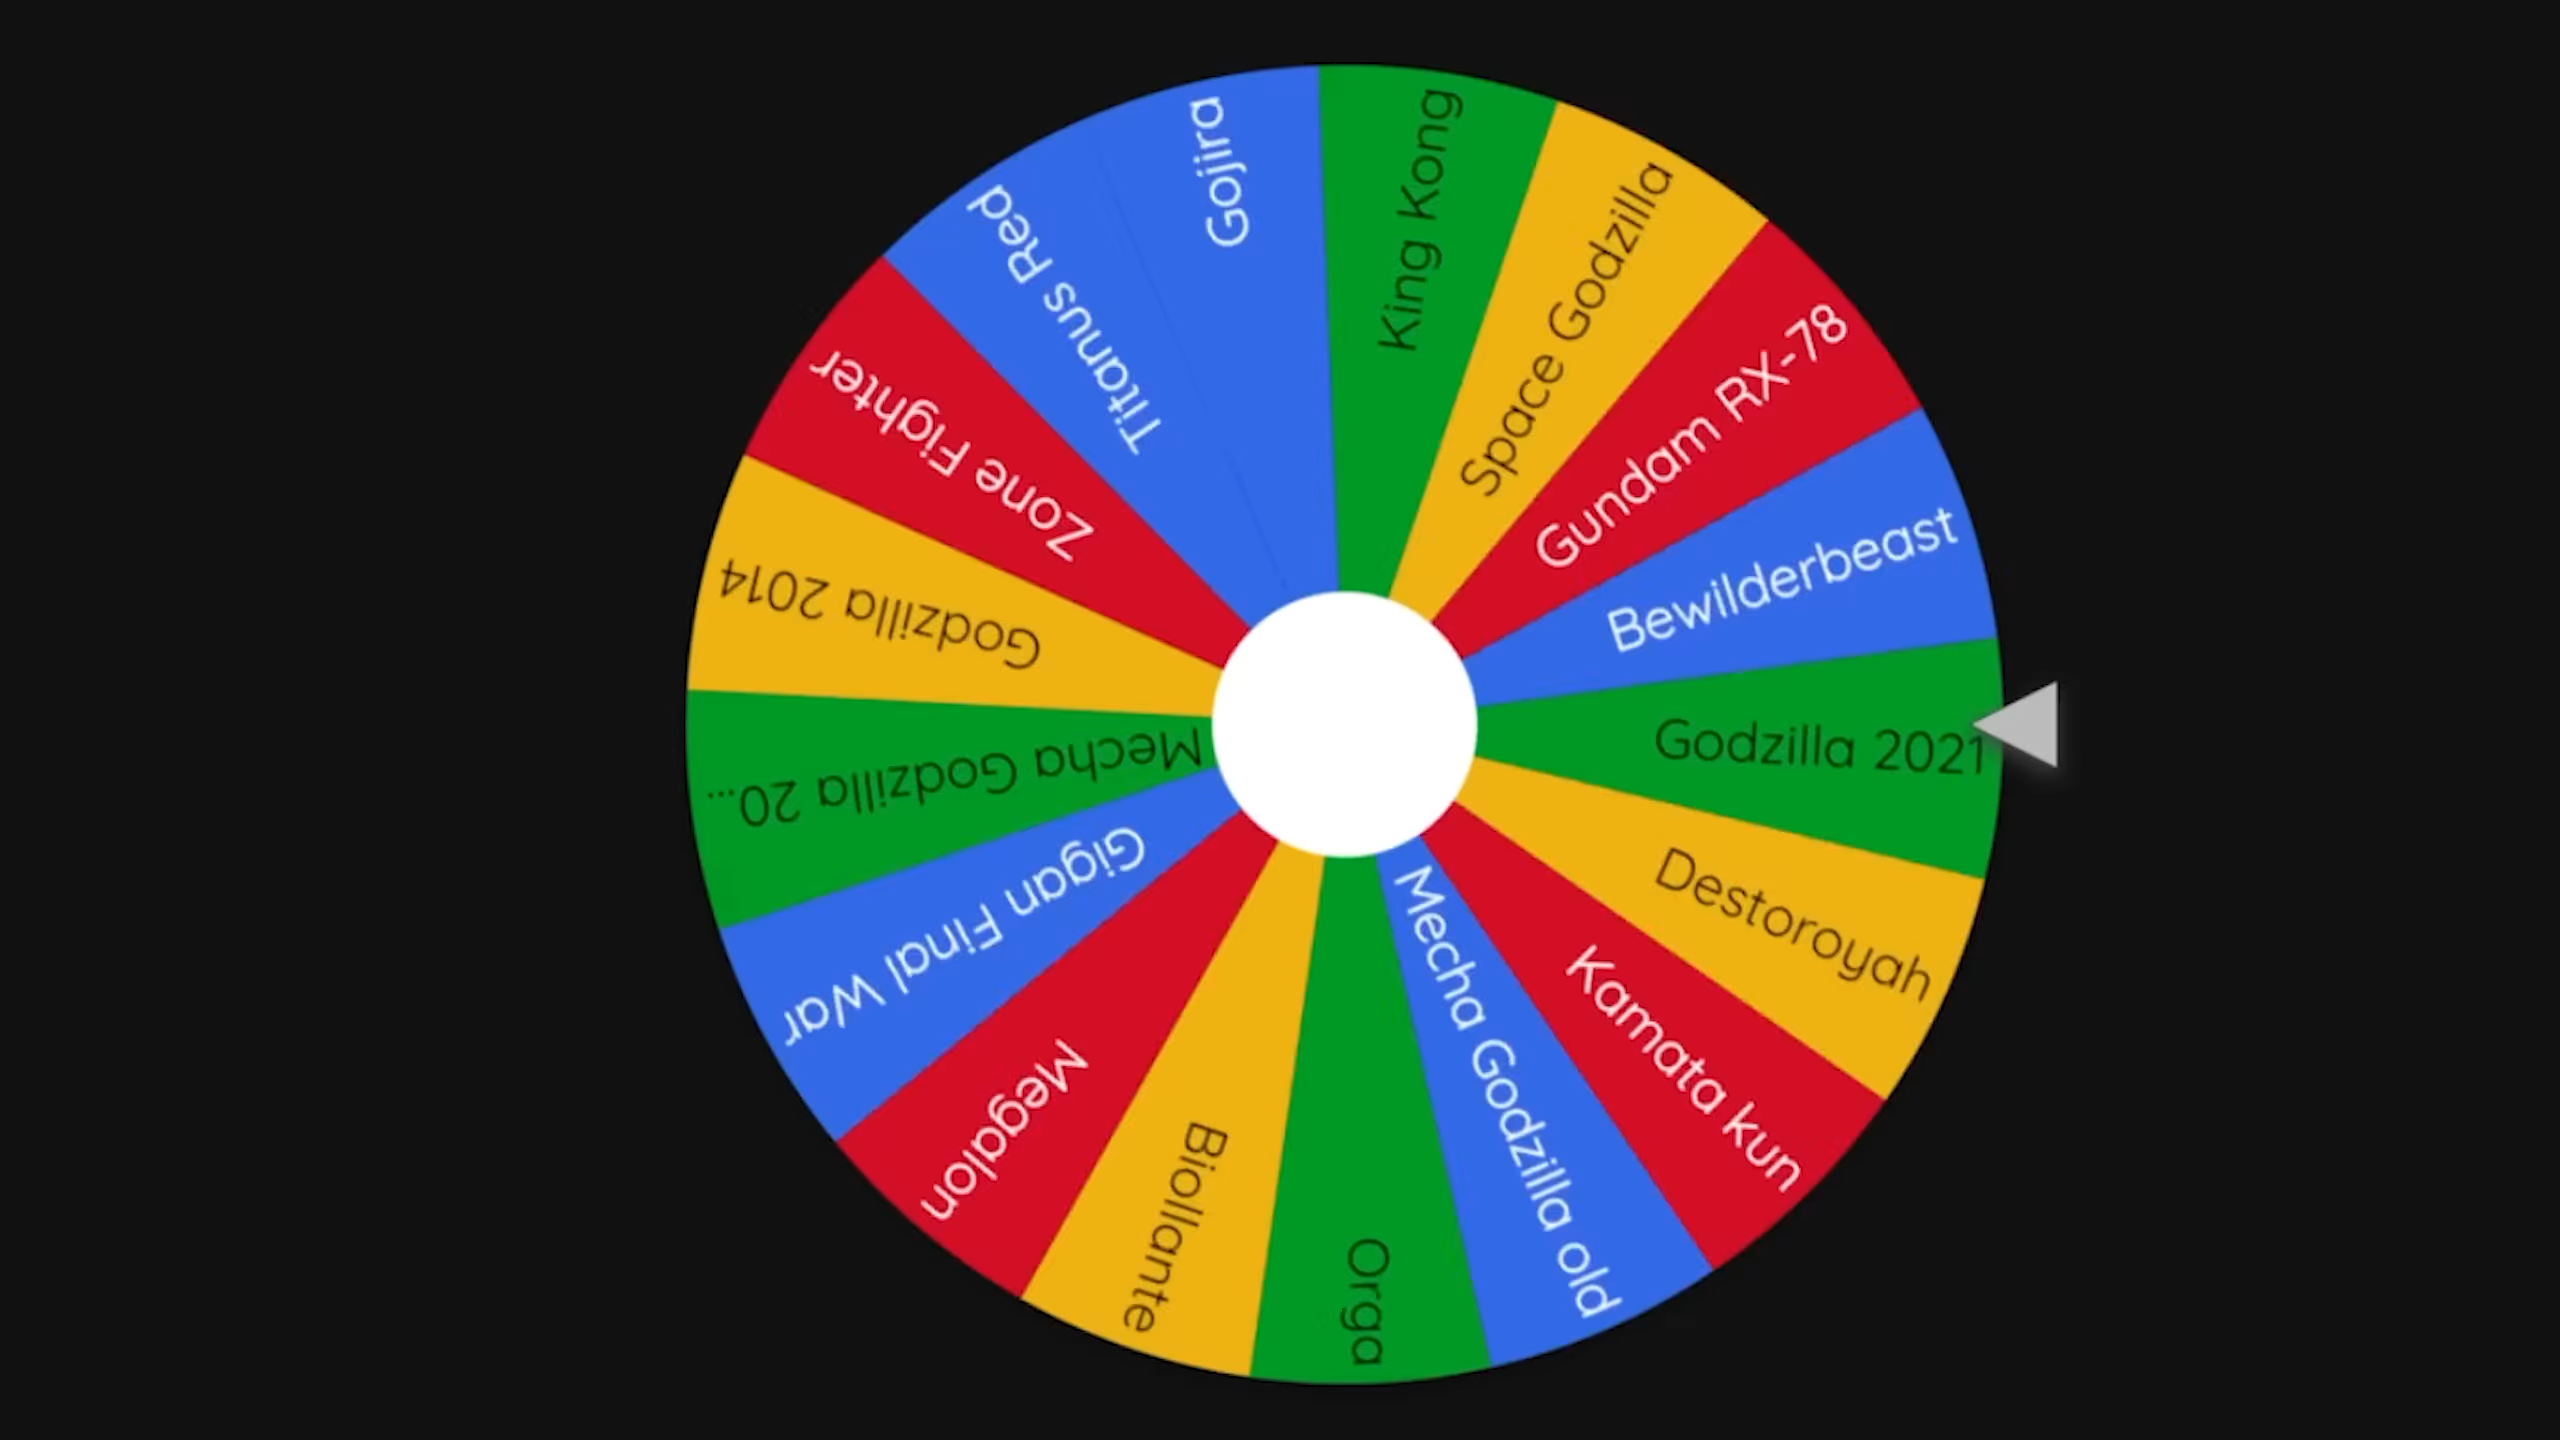 Gojira
King Kong
Space Godzilla
Gundam RX-78
Bewilderbeast
Godzilla 2021
Destoroyah
Kamata kun
Mecha Godzilla old
Orga
Biollante
Megalon
Gigan Final War
Mecha Godzilla 20...
Godzilla 2014
Zone Fighter
Titanus Red